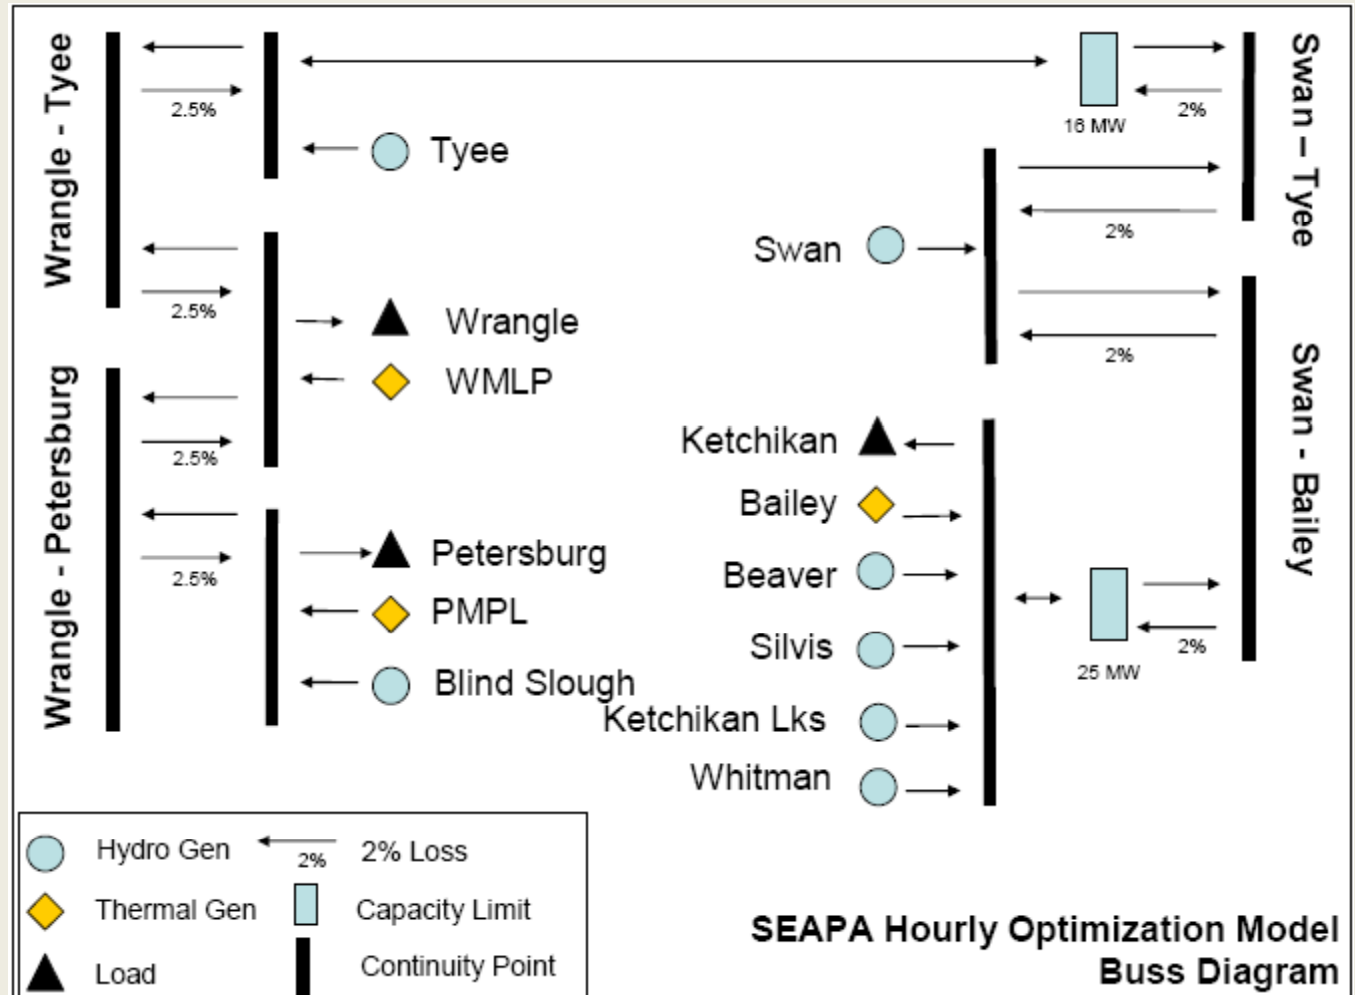 Wrangle - Tyee
2.5%
Tyee
16 MW
2%
Swan – Tyee
2%
Swan
2.5%
Wrangle
WMLP
2%
Wrangle - Petersburg
2.5%
Ketchikan
Bailey
Swan - Bailey
Petersburg
2.5%
Beaver
PMPL
Silvis
2%
25 MW
Blind Slough
Ketchikan Lks
Whitman
Hydro Gen
2%
2% Loss
Thermal Gen
Capacity Limit
Load
Continuity Point
SEAPA Hourly Optimization Model
Buss Diagram